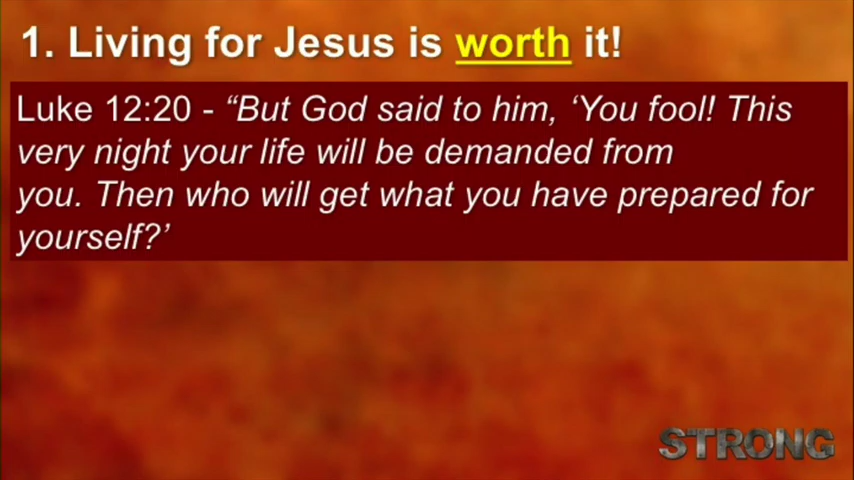 1. Living for Jesus is worth it!
Luke 12:20 - “But God said to him, ‘You fool! This
very night your life will be demanded from
you. Then who will get what you have prepared for
yourself?’
STRONG